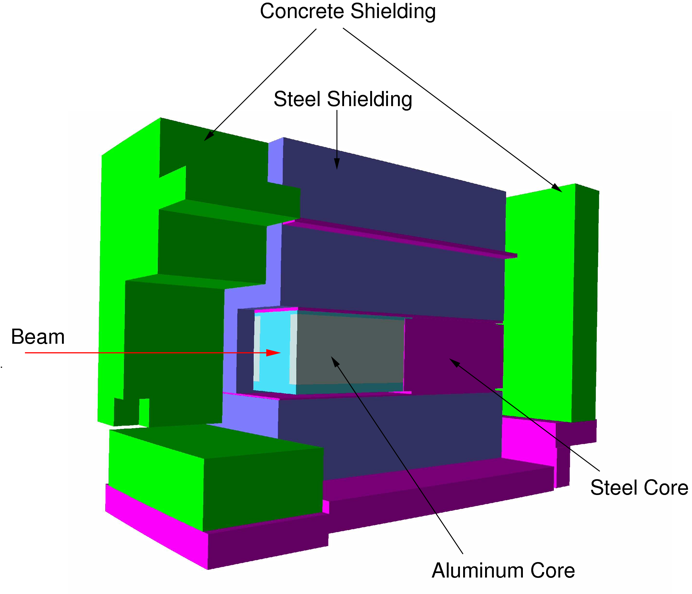 Concrete Shielding
Steel Shielding
Beam
Steel Core
Aluminum Core